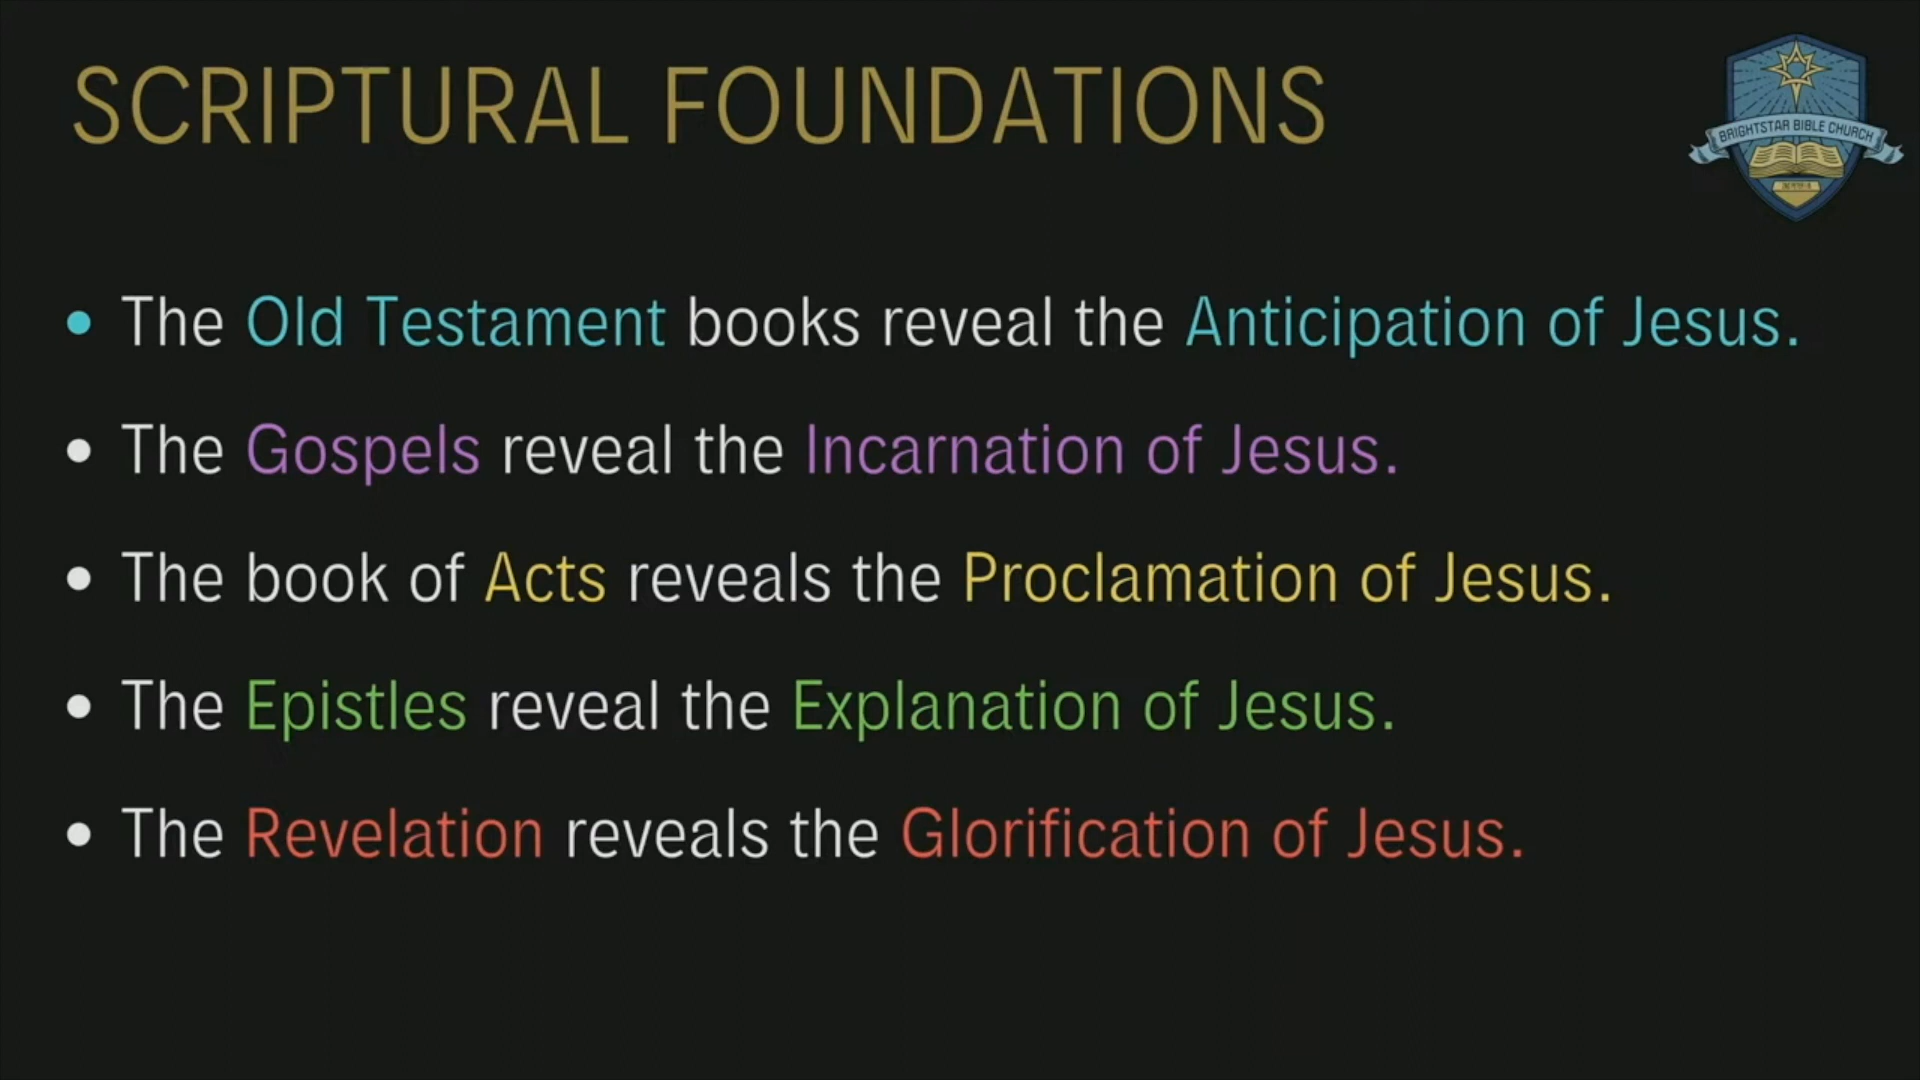 SCRIPTURAL FOUNDATIONS
BRIGHTSTAR BIBLE CHURCH
• The Old Testament books reveal the Anticipation of Jesus.
• The Gospels reveal the Incarnation of Jesus.
• The book of Acts reveals the Proclamation of Jesus.
• The Epistles reveal the Explanation of Jesus.
• The Revelation reveals the Glorification of Jesus.